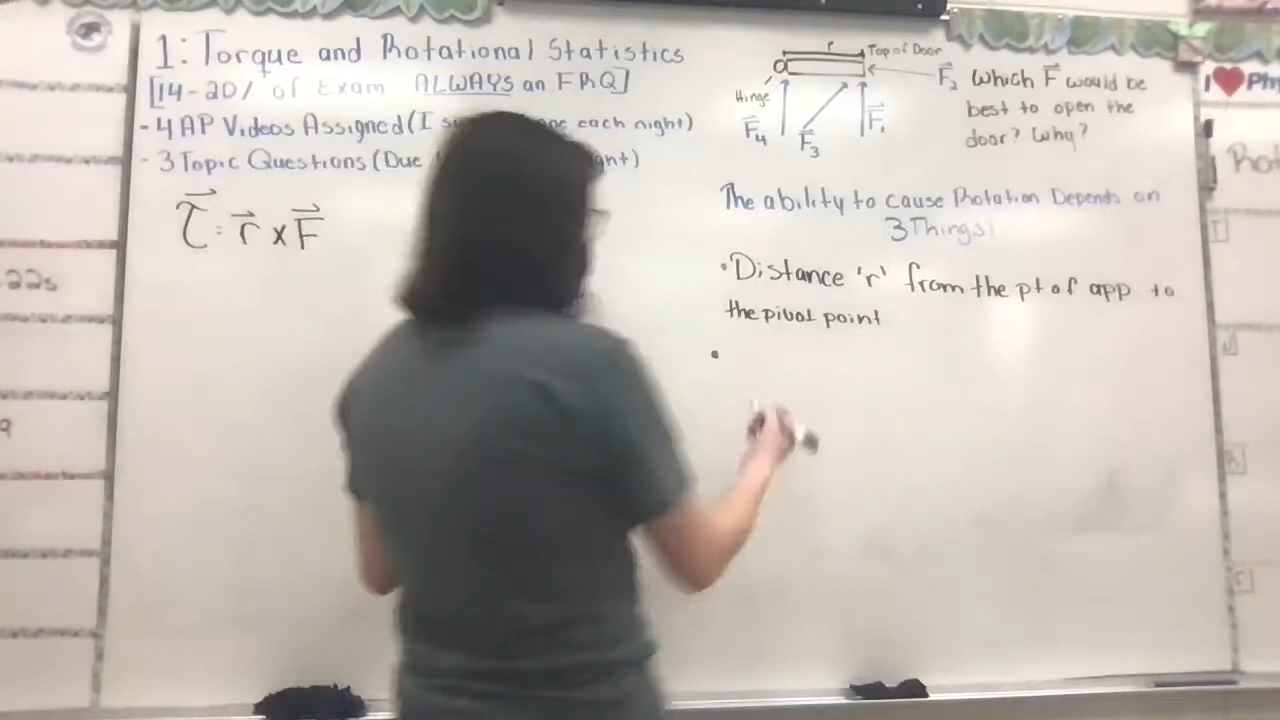 1: Torque and Rotational Statistics
[14-20% of Exam ALWAYS an FRQ]
- 4 AP Videos Assigned (I each night)
- 3 Topic Questions (Due
τ = r x F
r
Top of Door
Hinge
F₄
F₃
F₁
F₂ Which F would be
best to open the
door? Why?
The ability to cause Rotation Depends on
3 Things:
• Distance 'r' from the pt of app to
the pivot point
•
I ❤ Phy
Rot
22s
9